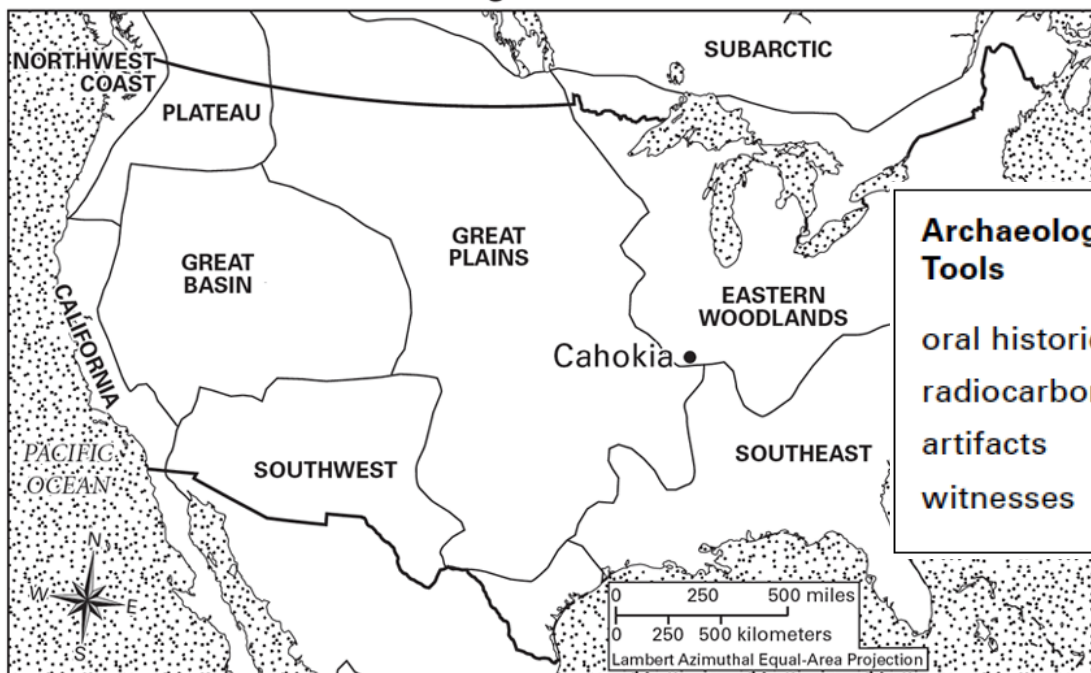 SUBARCTIC
NORTHWEST
COAST
PLATEAU
GREAT
BASIN
GREAT
PLAINS
EASTERN
WOODLANDS
Cahokia
CALIFORNIA
PACIFIC
OCEAN
SOUTHWEST
SOUTHEAST
Tools
artifacts
witnesses
N
W
E
S
0 250 500 miles
0 250 500 kilometers
Lambert Azimuthal Equal-Area Projection